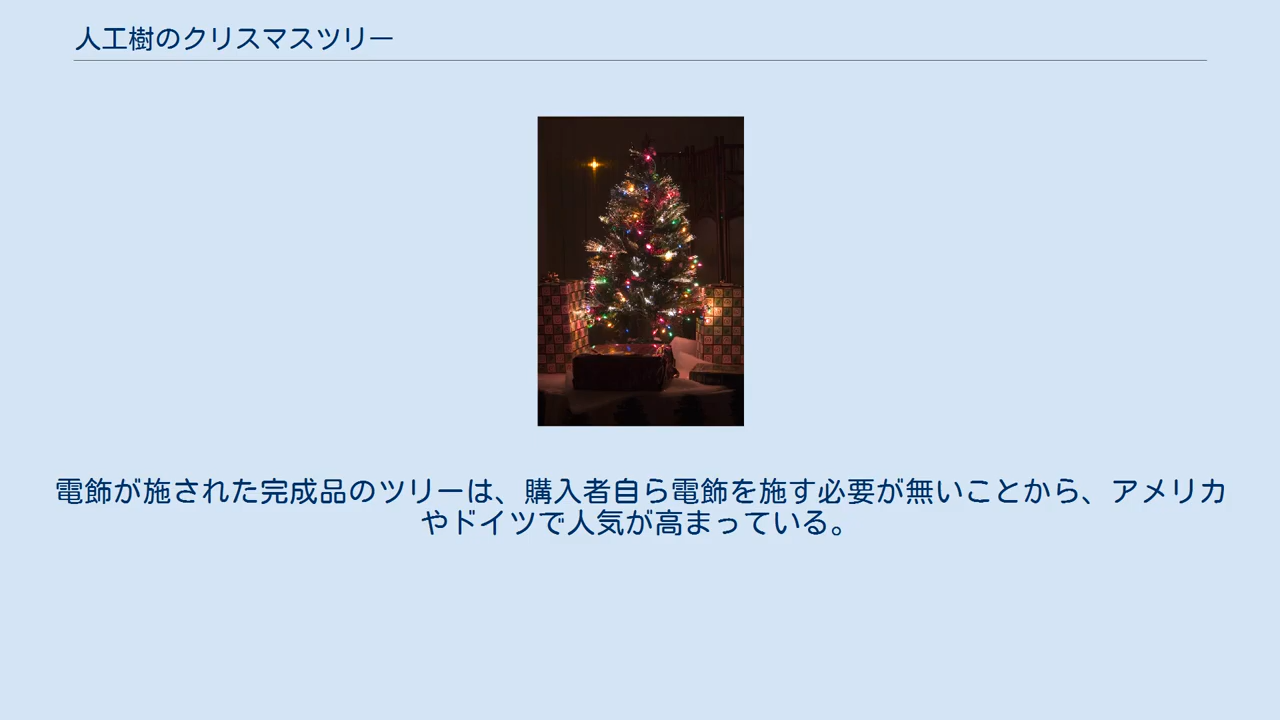 人工樹のクリスマスツリー
電飾が施された完成品のツリーは、購入者自ら電飾を施す必要が無いことから、アメリカ
やドイツで人気が高まっている。